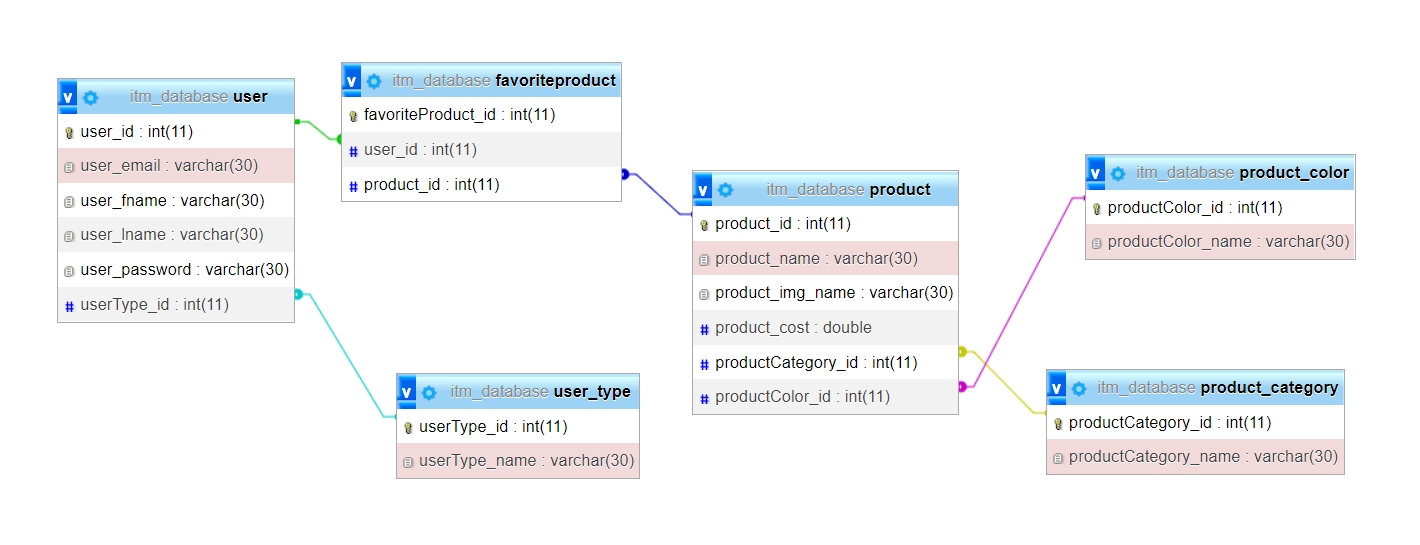 v itm_database user
user_id : int(11)
user_email : varchar(30)
user_fname : varchar(30)
user_lname : varchar(30)
user_password : varchar(30)
# userType_id : int(11)
v itm_database favoriteproduct
favoriteProduct_id : int(11)
# user_id : int(11)
# product_id : int(11)
v itm_database user_type
userType_id : int(11)
userType_name : varchar(30)
v itm_database product
product_id : int(11)
product_name : varchar(30)
product_img_name : varchar(30)
# product_cost : double
# productCategory_id : int(11)
# productColor_id : int(11)
v itm_database product_color
productColor_id : int(11)
productColor_name : varchar(30)
v itm_database product_category
productCategory_id : int(11)
productCategory_name : varchar(30)